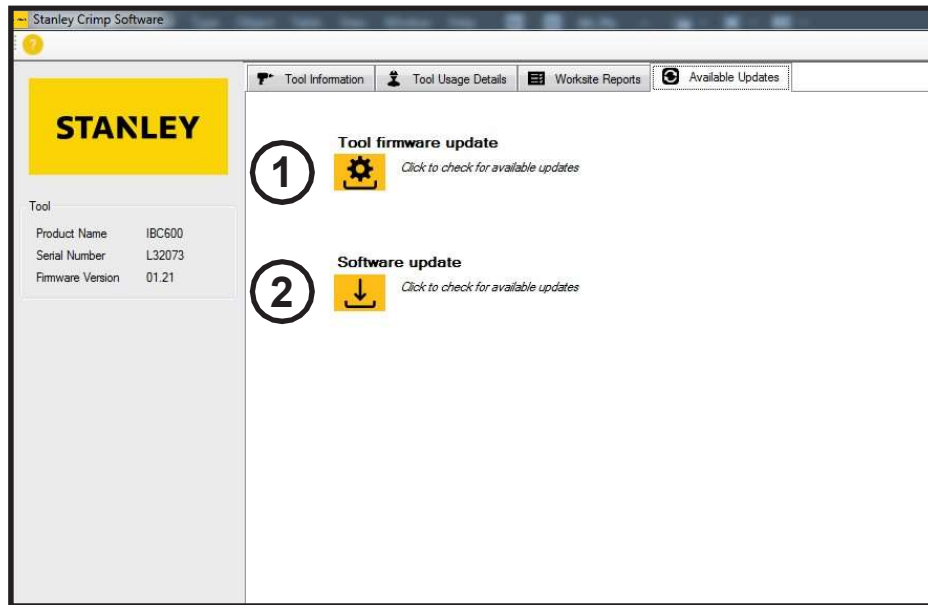 Stanley Crimp Software
?
Tool Information Tool Usage Details Worksite Reports Available Updates
STANLEY
Tool
Product Name IBC600
Serial Number L32073
Firmware Version 01.21
1
Tool firmware update
Click to check for available updates
2
Software update
Click to check for available updates